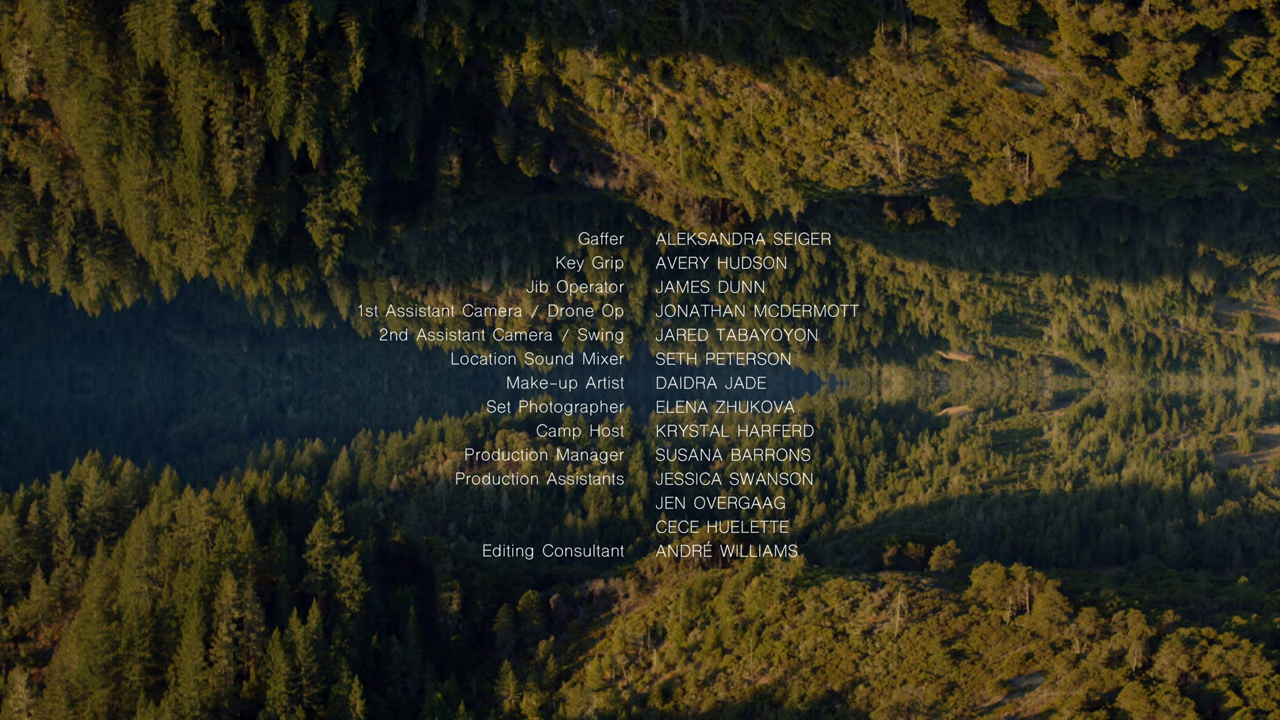 Gaffer ALEKSANDRA SEIGER
Key Grip AVERY HUDSON
Jib Operator JAMES DUNN
1st Assistant Camera / Drone Op JONATHAN MCDERMOTT
2nd Assistant Camera / Swing JARED TABAYOYON
Location Sound Mixer SETH PETERSON
Make-up Artist DAIDRA JADE
Set Photographer ELENA ZHUKOVA
Camp Host KRYSTAL HARFERD
Production Manager SUSANA BARRONS
Production Assistants JESSICA SWANSON
JEN OVERGAAG
CECE HUELETTE
Editing Consultant ANDRÉ WILLIAMS